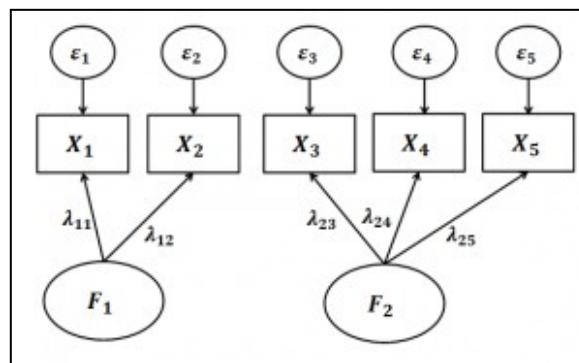 ε₁ ε₂ ε₃ ε₄ ε₅
X₁ X₂ X₃ X₄ X₅
λ₁₁ λ₁₂ λ₂₃ λ₂₄ λ₂₅
F₁ F₂